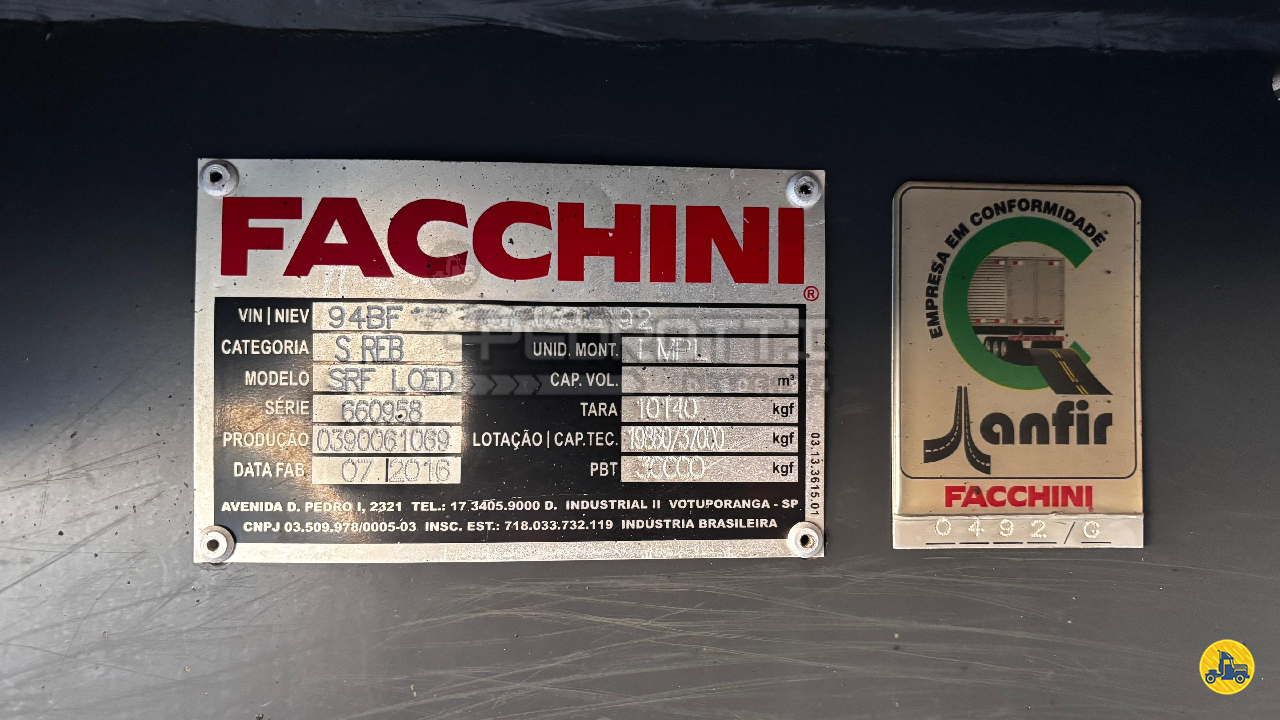 FACCHINI
®
VIN | NIEV 94BF 92
CATEGORIA S REB UNID. MONT.
MODELO SRF LOED CAP. VOL. m³
SÉRIE 660958 TARA 10140 kgf
PRODUÇÃO 0390061069 LOTAÇÃO | CAP.TEC. kgf
DATA FAB 07 2016 PBT kgf
AVENIDA D. PEDRO I, 2321 TEL.: 17 3405.9000 D. INDUSTRIAL II VOTUPORANGA - SP
CNPJ 03.509.978/0005-03 INSC. EST.: 718.033.732.119 INDÚSTRIA BRASILEIRA
03.13.3615.01
EMPRESA EM CONFORMIDADE
anfir
FACCHINI
0492/G